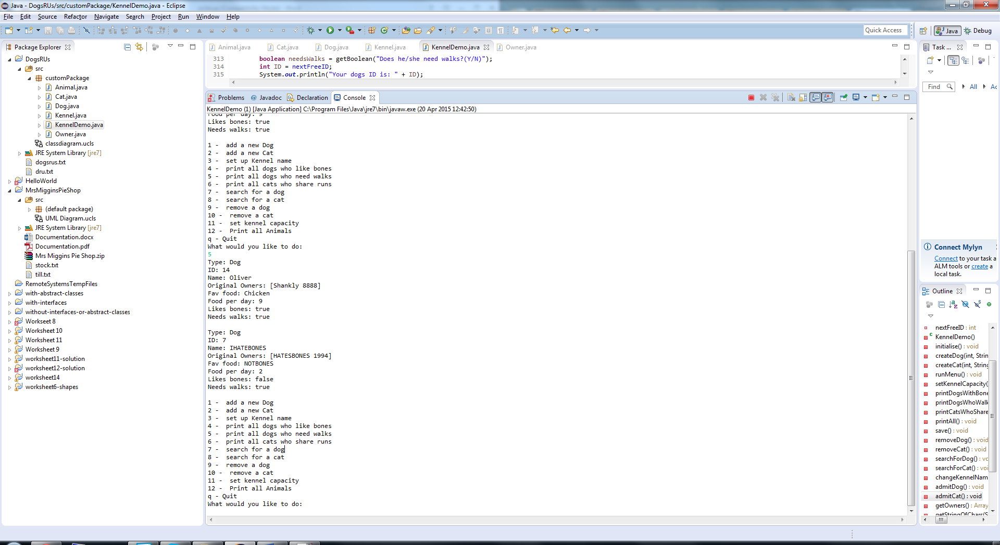 Java - DogsRUs/src/customPackage/KennelDemo.java - Eclipse
File Edit Source Refactor Navigate Search Project Run Window Help
Quick Access
Java
Debug
Package Explorer
DogsRUs
src
customPackage
Animal.java
Cat.java
Dog.java
Kennel.java
KennelDemo.java
Owner.java
classdiagram.ucls
JRE System Library [jre7]
dogsrus.txt
dru.txt
HelloWorld
MrsMigginsPieShop
src
(default package)
UML Diagram.ucls
JRE System Library [jre7]
Documentation.docx
Documentation.pdf
Mrs Miggins Pie Shop.zip
stock.txt
till.txt
RemoteSystemsTempFiles
with-abstract-classes
with-interfaces
without-interfaces-or-abstract-classes
Workseet 8
Worksheet 10
Worksheet 11
Worksheet 9
worksheet11-solution
worksheet12-solution
worksheet14
worksheet6-shapes
Animal.java Cat.java Dog.java Kennel.java KennelDemo.java Owner.java
313 boolean needsWalks = getBoolean("Does he/she need walks?(Y/N)");
314 int ID = nextFreeID;
315 System.out.println("Your dogs ID is: " + ID);
Problems @ Javadoc Declaration Console
KennelDemo (1) [Java Application] C:\Program Files\Java\jre7\bin\javaw.exe (20 Apr 2015 12:42:50)
Food per day: 9
Likes bones: true
Needs walks: true
1 - add a new Dog
2 - add a new Cat
3 - set up Kennel name
4 - print all dogs who like bones
5 - print all dogs who need walks
6 - print all cats who share runs
7 - search for a dog
8 - search for a cat
9 - remove a dog
10 - remove a cat
11 - set kennel capacity
12 - Print all Animals
q - Quit
What would you like to do:
5
Type: Dog
ID: 14
Name: Oliver
Original Owners: [Shankly 8888]
Fav food: Chicken
Food per day: 9
Likes bones: true
Needs walks: true
Type: Dog
ID: 7
Name: IHATEBONES
Original Owners: [HATESBONES 1994]
Fav food: NOTBONES
Food per day: 2
Likes bones: false
Needs walks: true
1 - add a new Dog
2 - add a new Cat
3 - set up Kennel name
4 - print all dogs who like bones
5 - print all dogs who need walks
6 - print all cats who share runs
7 - search for a dog
8 - search for a cat
9 - remove a dog
10 - remove a cat
11 - set kennel capacity
12 - Print all Animals
q - Quit
What would you like to do:
Task ...
Find All Ac
Connect Mylyn
Connect to your task a
ALM tools or create a
local task.
Outline
nextFreeID : int
KennelDemo()
initialise() : void
createDog(int, Strin
createCat(int, String
runMenu() : void
setKennelCapacity(
printDogsWithBone
printDogsWhoWalk
printCatsWhoShare
printAll() : void
save() : void
removeDog() : void
removeCat() : void
searchForDog() : vo
searchForCat() : voi
changeKennelNam
admitDog() : void
admitCat() : void
getOwners() : Array
getStringOfChars(S